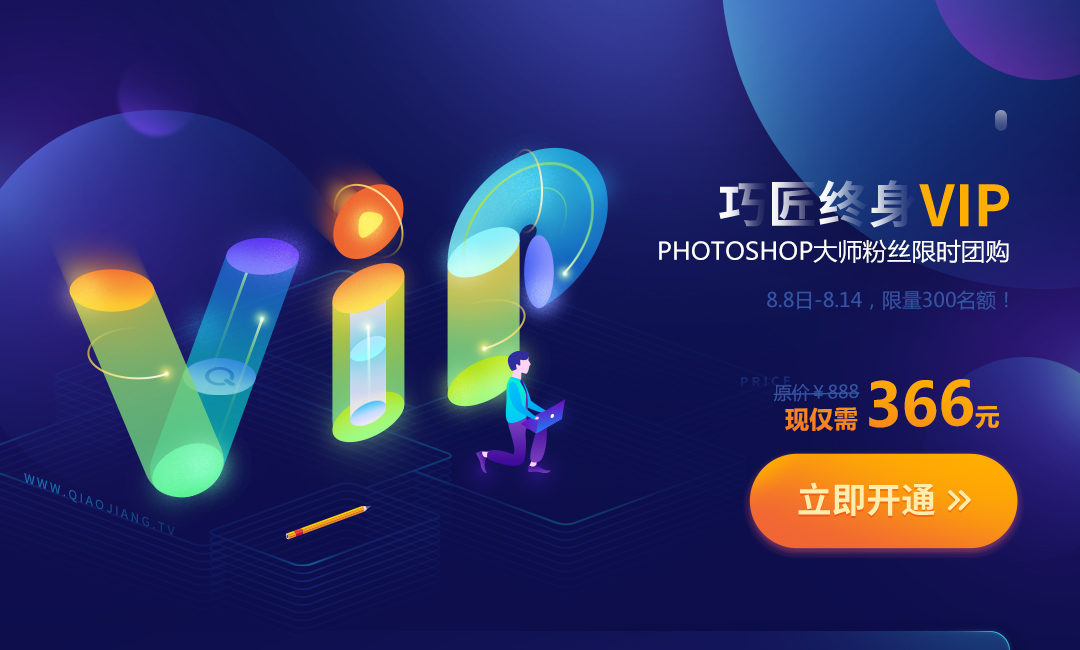 Vip
WWW.QIAOJIANG.TV
巧匠终身VIP
PHOTOSHOP大师粉丝限时团购
8.8日-8.14，限量300名额！
PRICE
原价￥888
现仅需 366元
立即开通 »